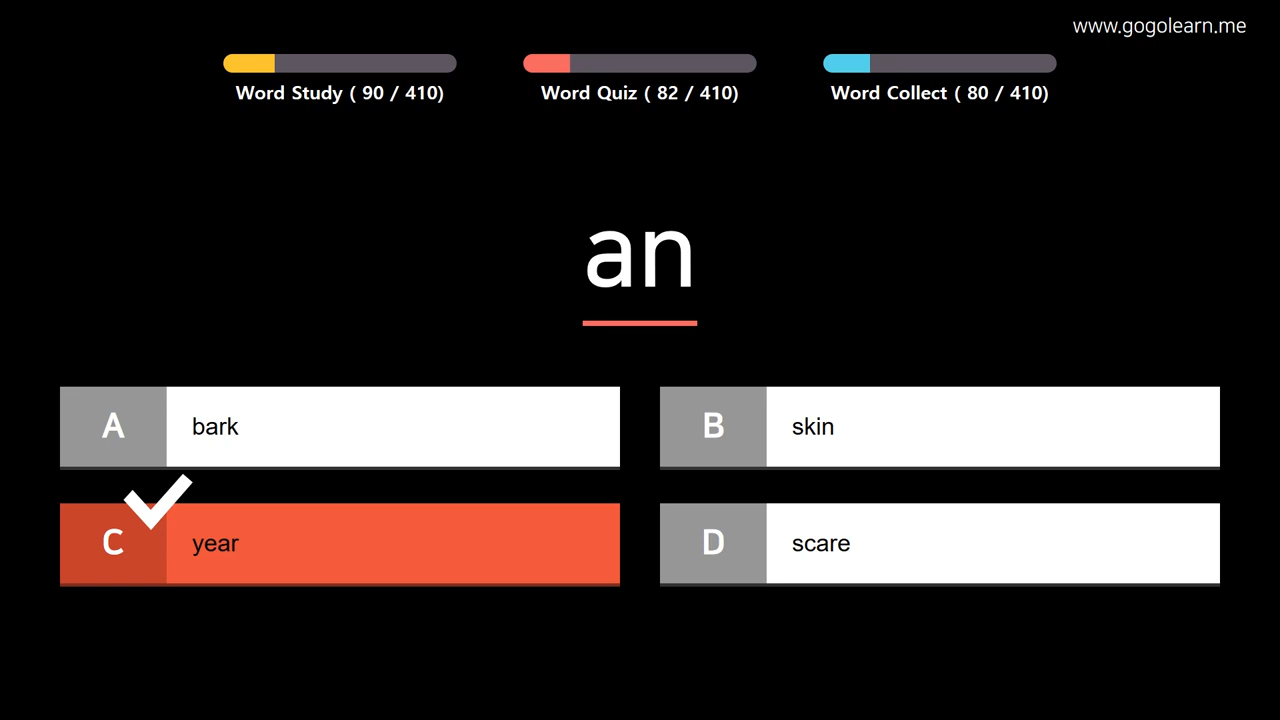 www.gogolearn.me
Word Study ( 90 / 410)
Word Quiz ( 82 / 410)
Word Collect ( 80 / 410)
an
A bark
B skin
C year
D scare